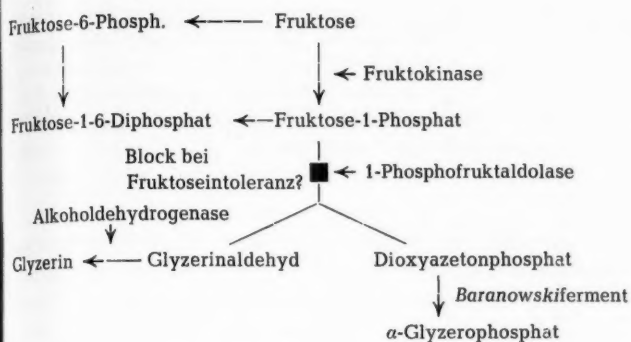 Fruktose-6-Phosph. Fruktose
Fruktokinase
Fruktose-1-6-Diphosphat Fruktose-1-Phosphat
Block bei
Fruktoseintoleranz? 1-Phosphofruktaldolase
Alkoholdehydrogenase
Glyzerin Glyzerinaldehyd Dioxyazetonphosphat
Baranowskiferment
α-Glyzerophosphat